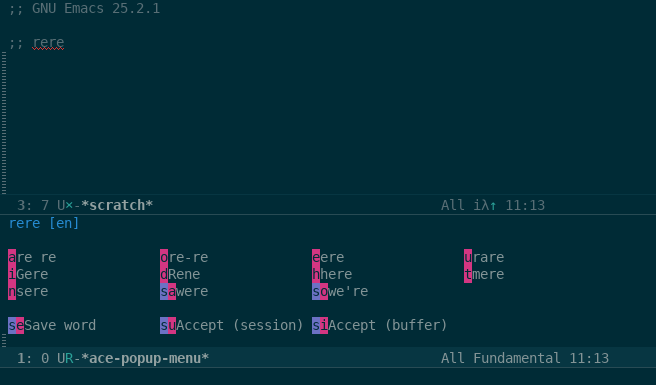 ;; GNU Emacs 25.2.1
;; rere
3: 7 U×-*scratch* All iλ↑ 11:13
rere [en]
are re ore-re eere urare
iGere dRene hhere tmere
nsere sawere sowe're
seSave word suAccept (session) siAccept (buffer)
1: 0 UR-*ace-popup-menu* All Fundamental 11:13